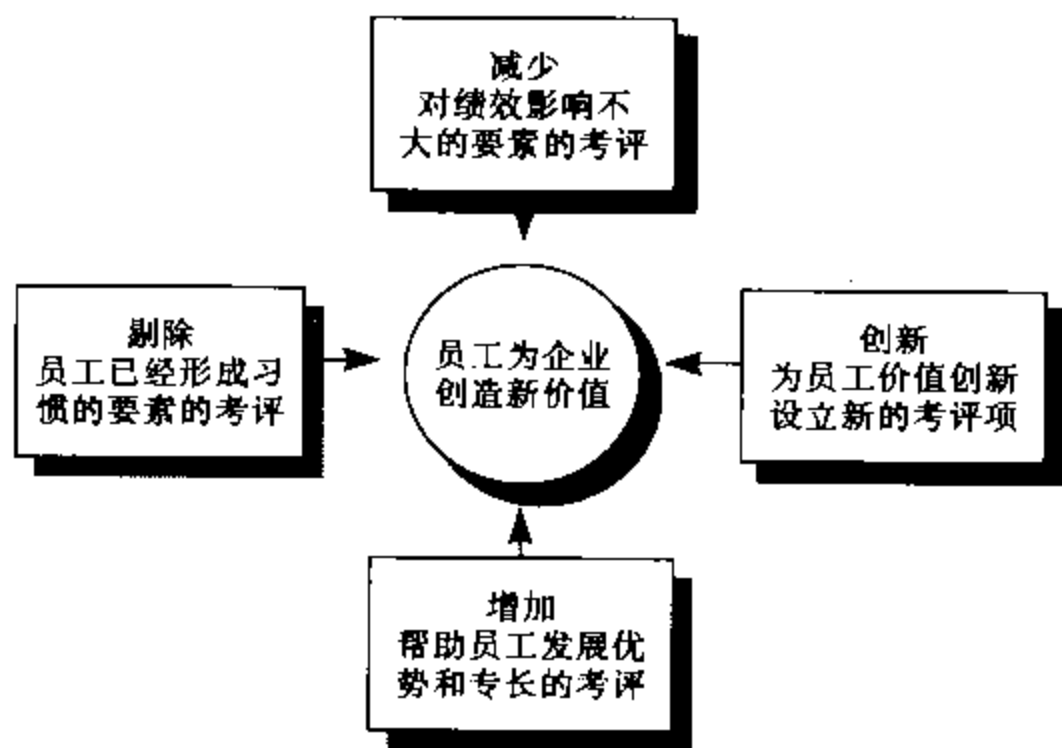 减少
对绩效影响不
大的要素的考评
剔除
员工已经形成习
惯的要素的考评
员工为企业
创造新价值
创新
为员工价值创新
设立新的考评项
增加
帮助员工发展优
势和专长的考评